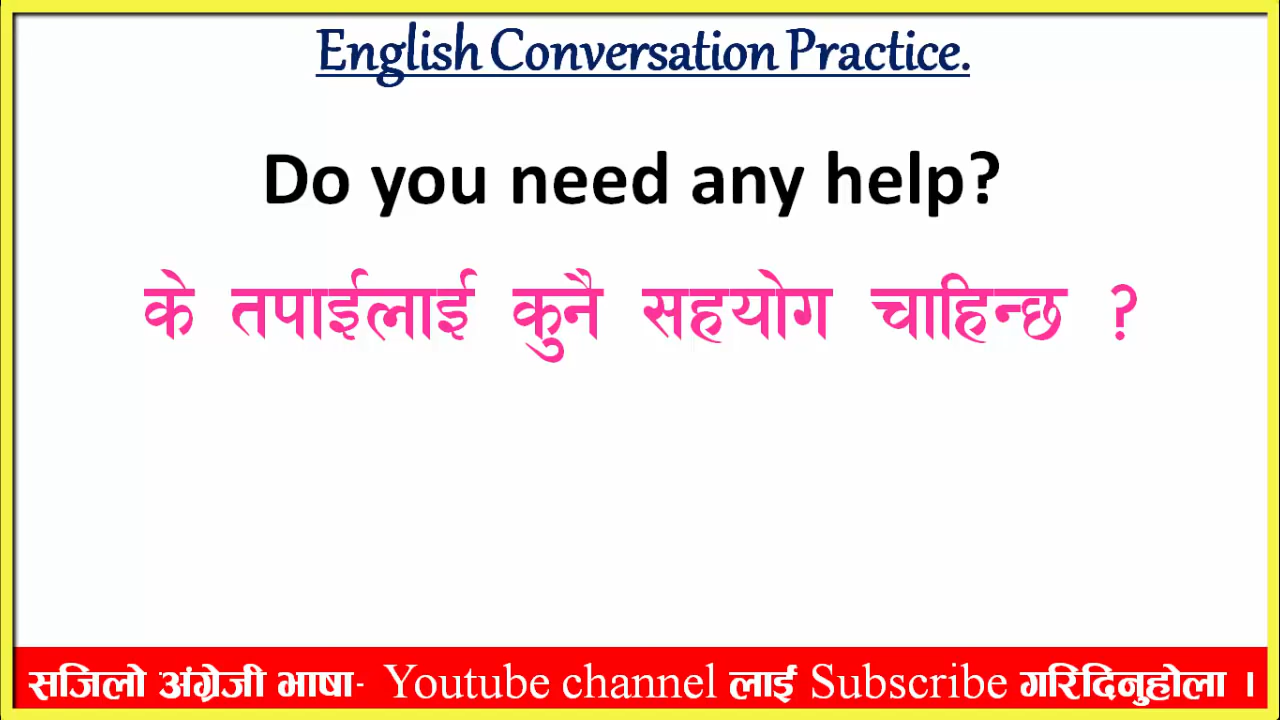 English Conversation Practice.
Do you need any help?
के तपाईलाई कुनै सहयोग चाहिन्छ ?
सजिलो अंग्रेजी भाषा- Youtube channel लाई Subscribe गरिदिनुहोला ।